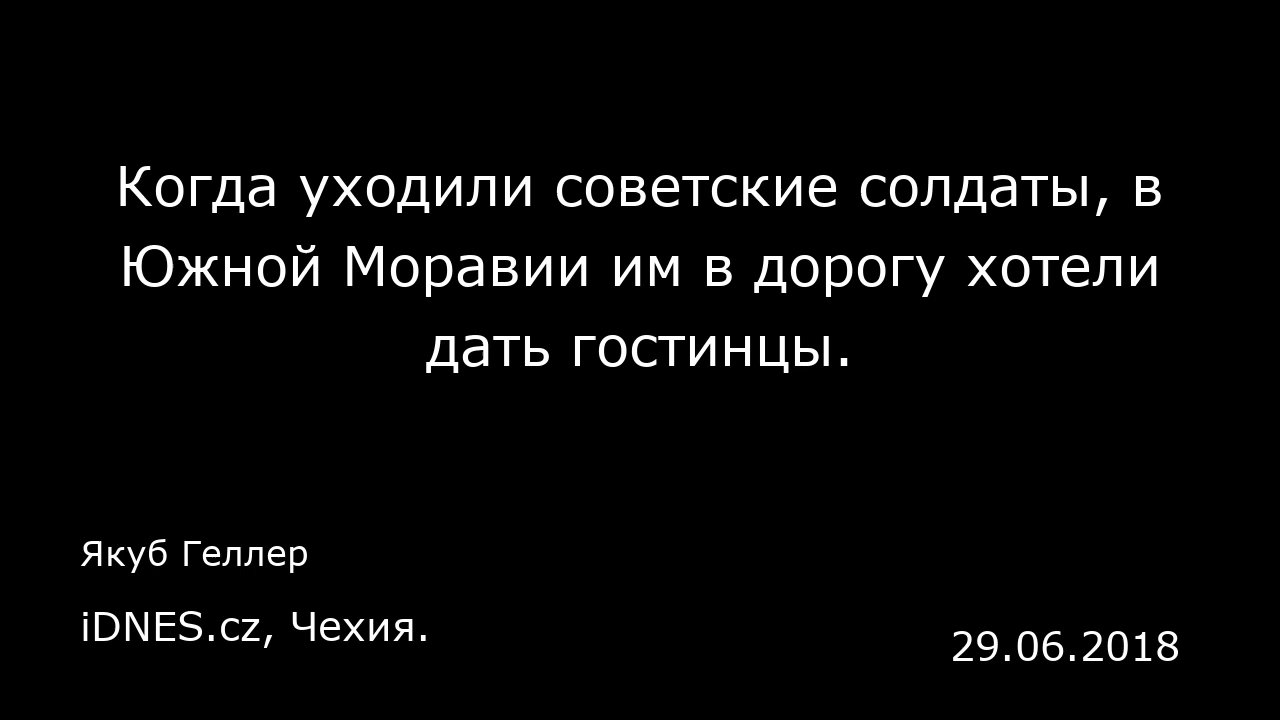 Когда уходили советские солдаты, в
Южной Моравии им в дорогу хотели
дать гостинцы.
Якуб Геллер
iDNES.cz, Чехия.
29.06.2018